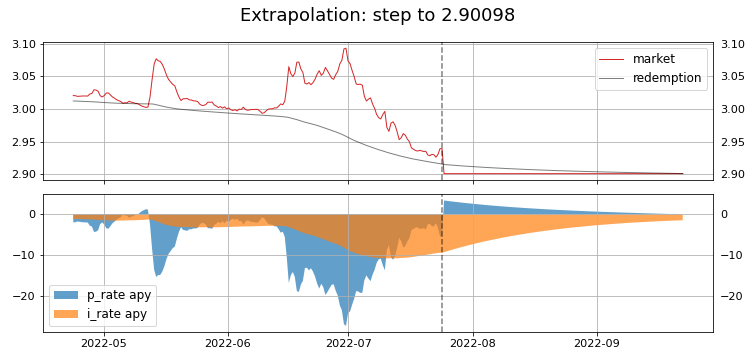 Extrapolation: step to 2.90098
3.10 3.10
market
redemption
3.05 3.05
3.00 3.00
2.95 2.95
2.90 2.90
0 0
−10 −10
−20 −20
p_rate apy
i_rate apy
2022-05 2022-06 2022-07 2022-08 2022-09